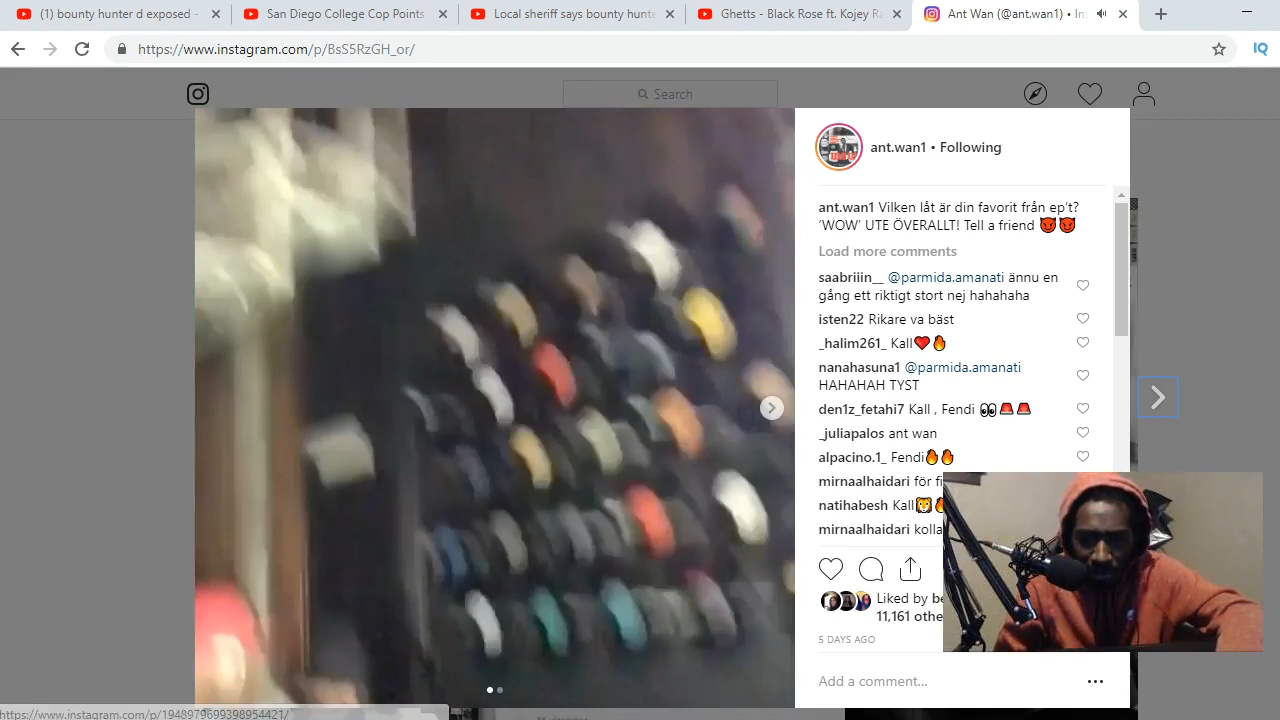 (1) bounty hunter d exposed -
San Diego College Cop Points
Local sheriff says bounty hunte
Ghetts - Black Rose ft. Kojey Ra
Ant Wan (@ant.wan1) • In
https://www.instagram.com/p/BsS5RzGH_or/
IQ
Search
ant.wan1 • Following
ant.wan1 Vilken låt är din favorit från ep't?
'WOW' UTE ÖVERALLT! Tell a friend 😈😈
Load more comments
saabriiin__ @parmida.amanati ännu en
gång ett riktigt stort nej hahahaha
isten22 Rikare va bäst
_halim261_ Kall❤️🔥
nanahasuna1 @parmida.amanati
HAHAHAH TYST
den1z_fetahi7 Kall , Fendi 👀🚨🚨
_juliapalos ant wan
alpacino.1_ Fendi🔥🔥
mirnaalhaidari för fi
natihabesh Kall🦁🔥
mirnaalhaidari kolla
Liked by be
11,161 othe
5 DAYS AGO
Add a comment...
https://www.instagram.com/p/1948979699398954421/